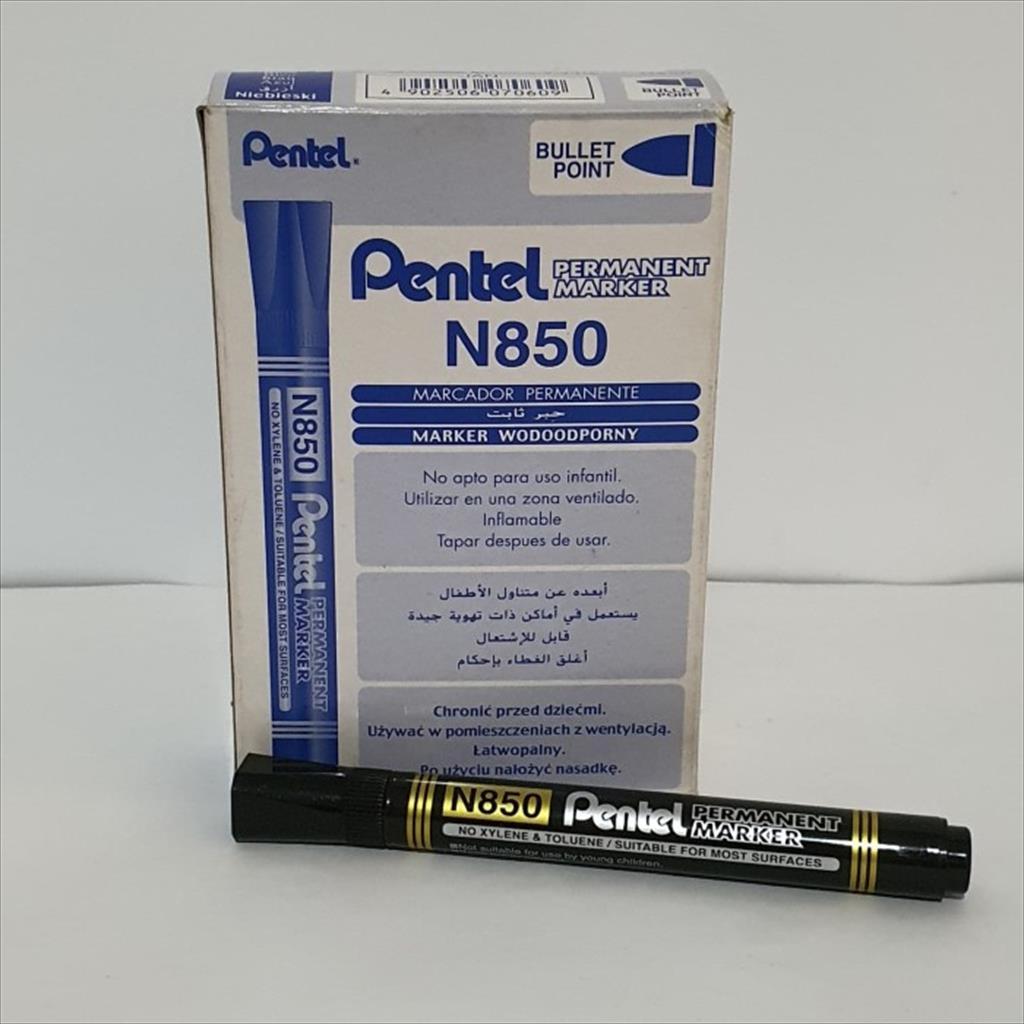 أزرق
Niebieski
4 902506 070609
BULLET
POINT
Pentel®
BULLET
POINT
Pentel PERMANENT
MARKER
N850
MARCADOR PERMANENTE
حبر ثابت
MARKER WODOODPORNY
No apto para uso infantil.
Utilizar en una zona ventilado.
Inflamable
Tapar despues de usar.
أبعده عن متناول الأطفال
يستعمل في أماكن ذات تهوية جيدة
قابل للإشتعال
أغلق الغطاء بإحكام
Chronić przed dziećmi.
Używać w pomieszczeniach z wentylacją.
Łatwopalny.
Po użyciu nałożyć nasadkę.
N850 Pentel PERMANENT
MARKER
NO XYLENE & TOLUENE / SUITABLE FOR MOST SURFACES
N850 Pentel PERMANENT
MARKER
NO XYLENE & TOLUENE / SUITABLE FOR MOST SURFACES
■Not suitable for use by young children.